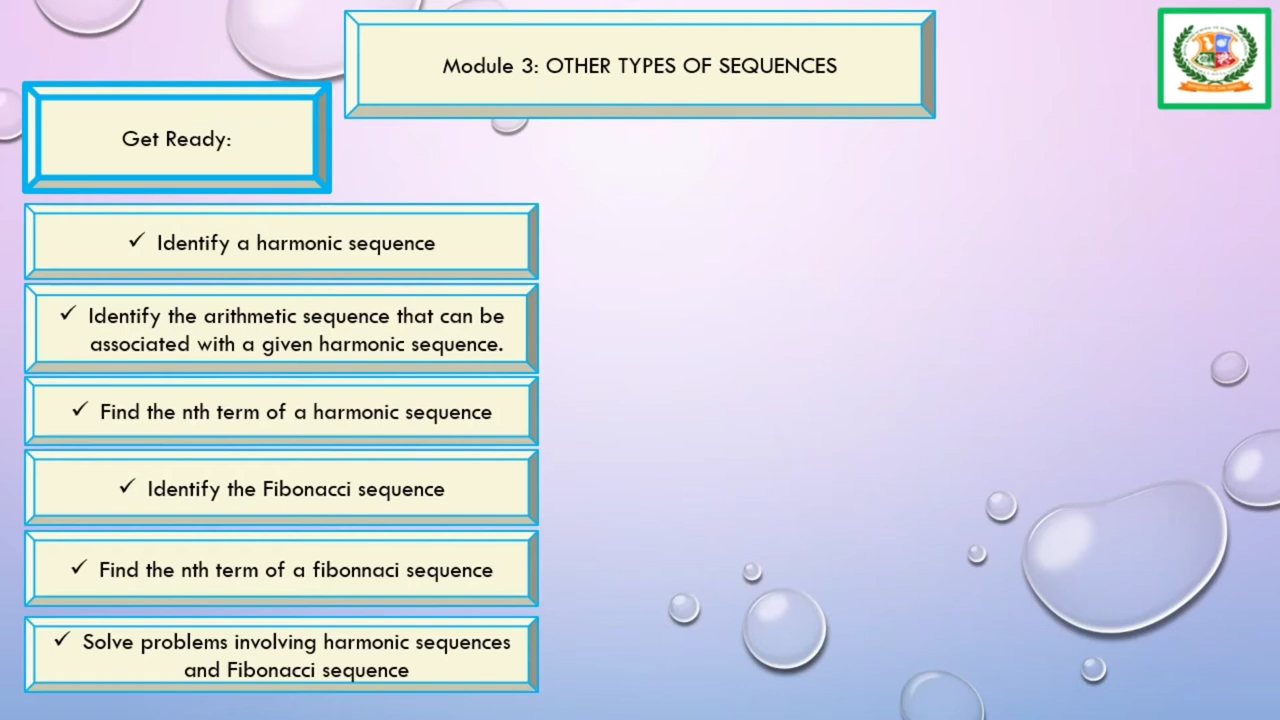 Module 3: OTHER TYPES OF SEQUENCES
Get Ready:
✓ Identify a harmonic sequence
✓ Identify the arithmetic sequence that can be
associated with a given harmonic sequence.
✓ Find the nth term of a harmonic sequence
✓ Identify the Fibonacci sequence
✓ Find the nth term of a fibonnaci sequence
✓ Solve problems involving harmonic sequences
and Fibonacci sequence